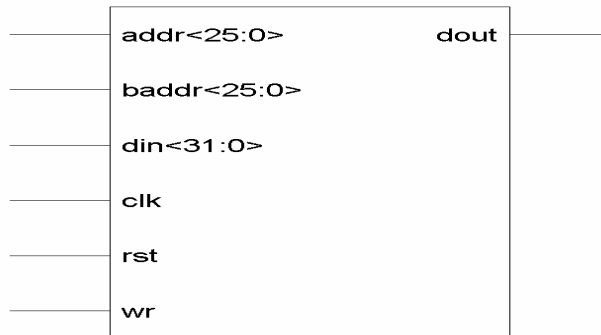 addr<25:0> dout
baddr<25:0>
din<31:0>
clk
rst
wr